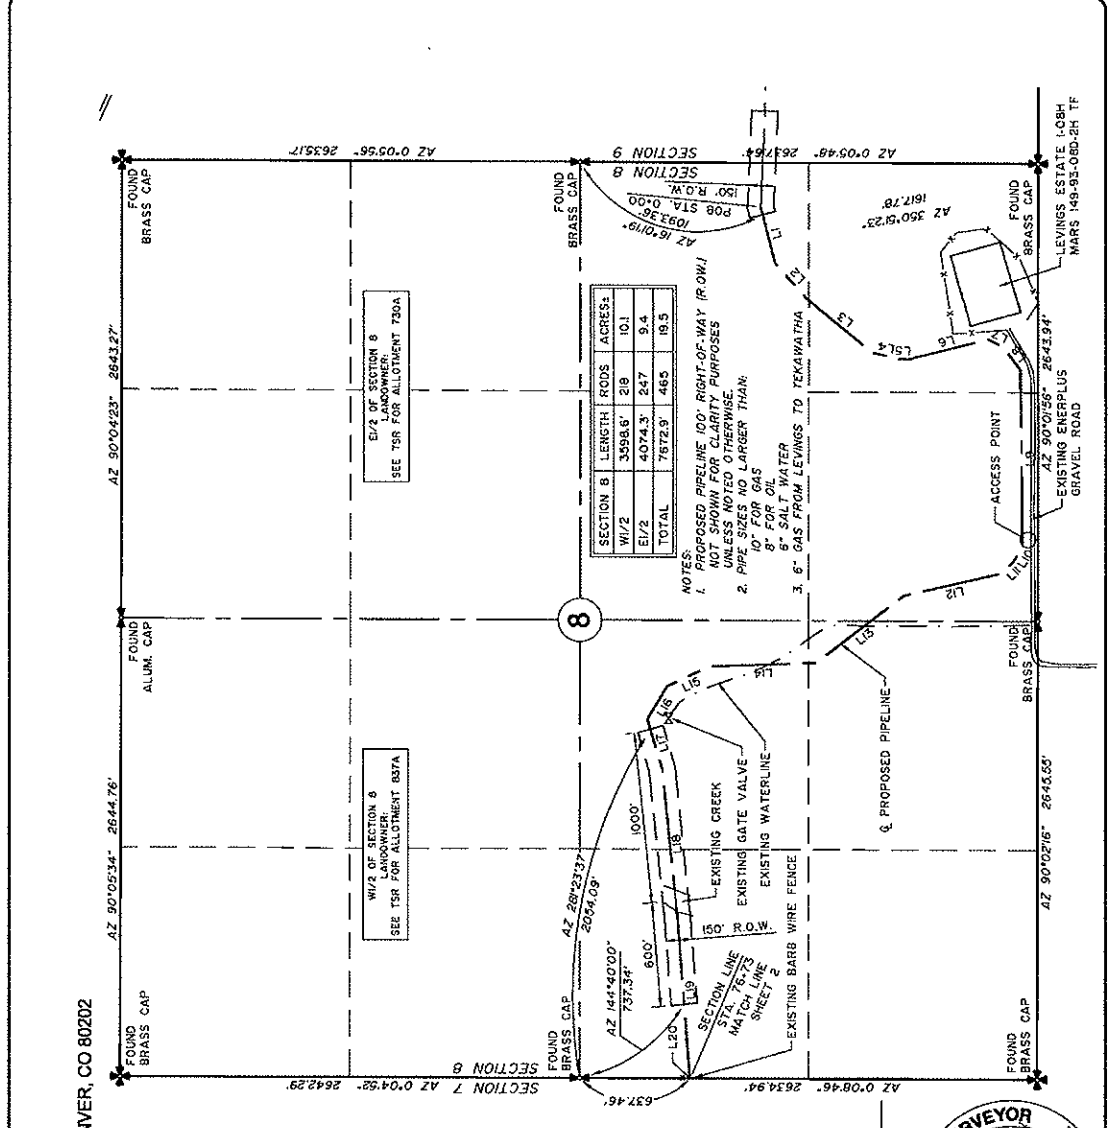 NVER, CO 80202
FOUND
BRASS CAP
AZ 90°05'34" 2644.76'
FOUND
ALUM. CAP
AZ 90°04'23" 2643.27'
FOUND
BRASS CAP
SECTION 7
SECTION 8
AZ 0°04'52" 2642.29'
W1/2 OF SECTION 8
LANDOWNER:
SEE TSR FOR ALLOTMENT 837A
E1/2 OF SECTION 8
LANDOWNER:
SEE TSR FOR ALLOTMENT 730A
AZ 0°05'56" 2635.17'
FOUND
BRASS CAP
8
FOUND
BRASS CAP
SECTION 9
SECTION 8
SECTION 8 LENGTH RODS ACRES±
W1/2 3598.6' 218 10.1
E1/2 4074.3' 247 9.4
TOTAL 7672.9' 465 19.5
637.46'
AZ 144°40'00"
737.34'
AZ 281°23'37
2054.09'
600'
1000'
L20
L19
L18
L17
L16
L15
L14
L13
L12
L11
L10
L9
L8
L7
L6
L5
L4
L3
L2
L1
150' R.O.W.
SECTION LINE
STA. 76+73
MATCH LINE
SHEET 2
EXISTING CREEK
EXISTING GATE VALVE
EXISTING WATERLINE
EXISTING BARB WIRE FENCE
℄ PROPOSED PIPELINE
NOTES:
1. PROPOSED PIPELINE 100' RIGHT-OF-WAY (R.O.W.)
NOT SHOWN FOR CLARITY PURPOSES
UNLESS NOTED OTHERWISE.
2. PIPE SIZES NO LARGER THAN:
10" FOR GAS
8" FOR OIL
6" SALT WATER
3. 6" GAS FROM LEVINGS TO TEKAWATHA
AZ 16°01'19"
1093.36'
POB STA. 0+00
150' R.O.W.
AZ 0°05'48" 2637.64'
AZ 350°51'23"
1617.78'
ACCESS POINT
AZ 0°08'46" 2634.94'
FOUND
BRASS CAP
AZ 90°02'16" 2645.55'
FOUND
BRASS CAP
AZ 90°01'56" 2643.94'
EXISTING ENERPLUS
GRAVEL ROAD
FOUND
BRASS CAP
LEVINGS ESTATE 1-08H
MARS 149-93-08D-2H TF
VEYOR